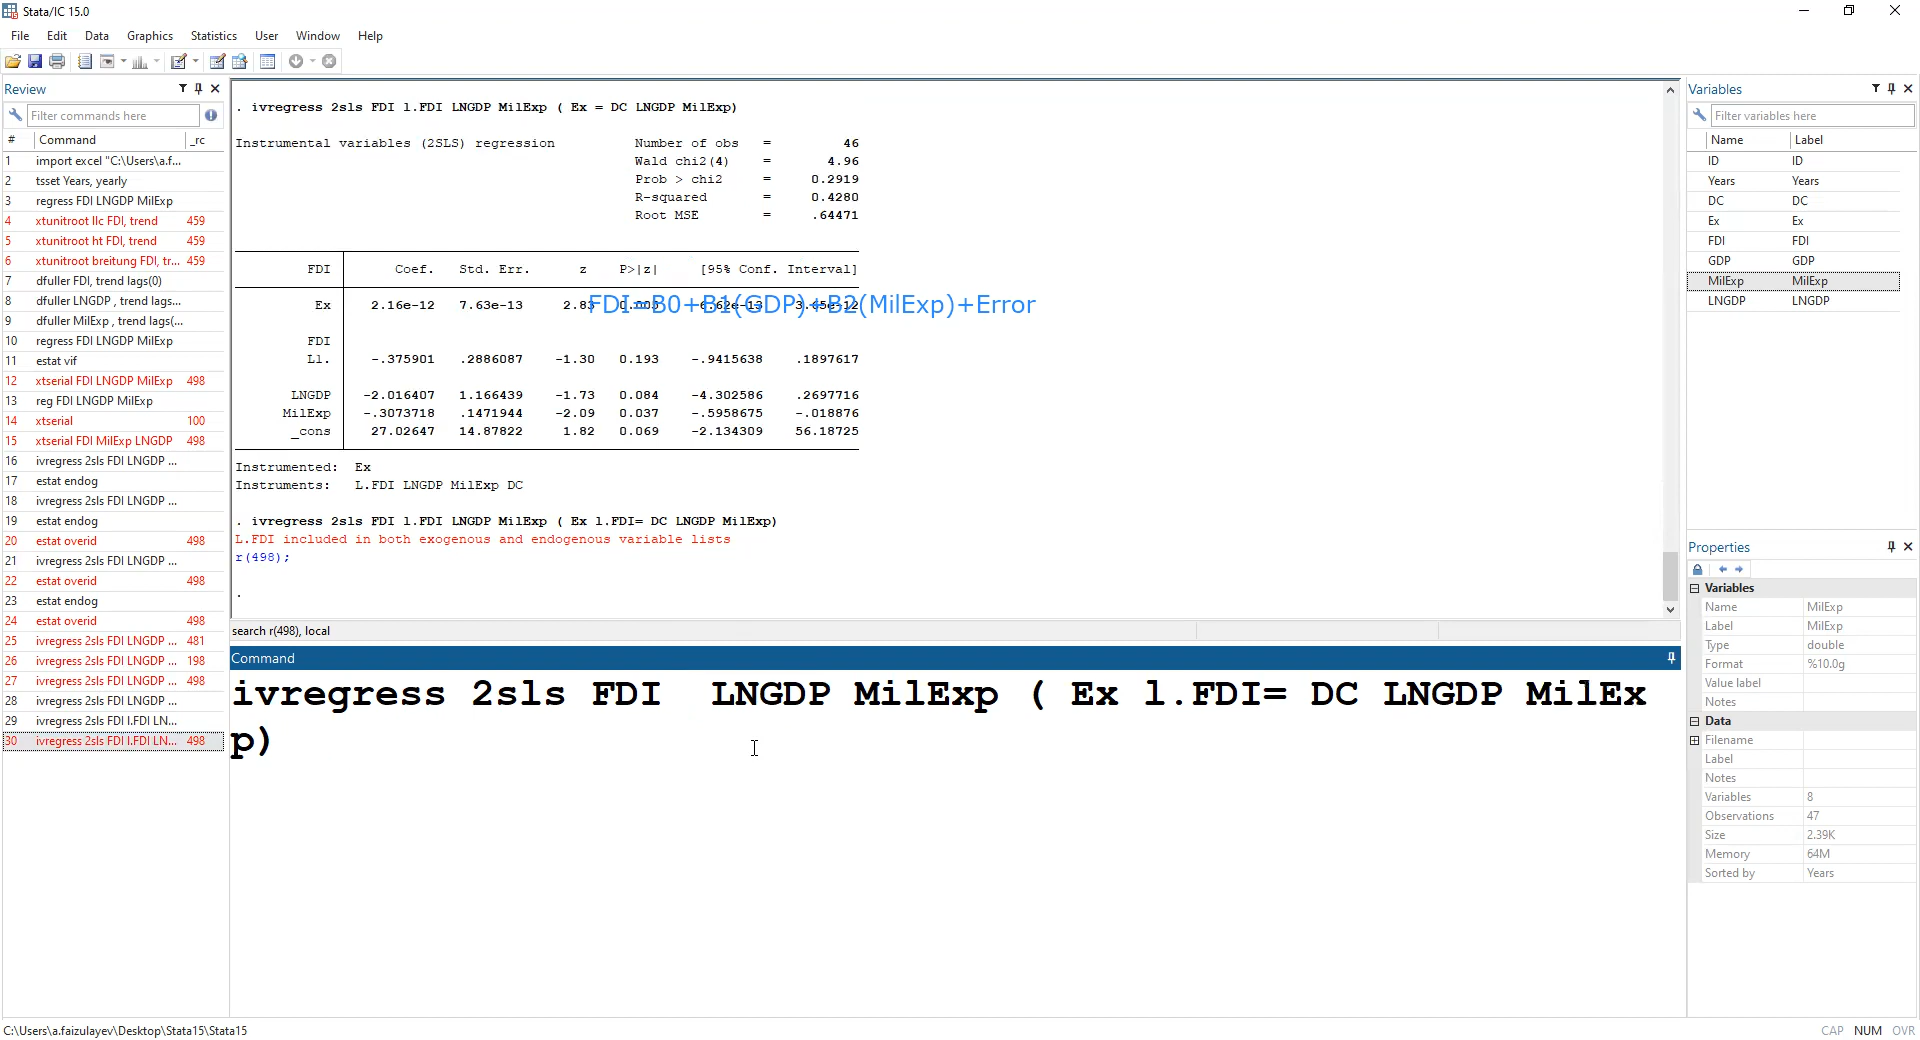 Stata/IC 15.0
File Edit Data Graphics Statistics User Window Help
Review
Filter commands here
# Command _rc
1 import excel "C:\Users\a.f...
2 tsset Years, yearly
3 regress FDI LNGDP MilExp
4 xtunitroot llc FDI, trend 459
5 xtunitroot ht FDI, trend 459
6 xtunitroot breitung FDI, tr... 459
7 dfuller FDI, trend lags(0)
8 dfuller LNGDP , trend lags...
9 dfuller MilExp , trend lags(...
10 regress FDI LNGDP MilExp
11 estat vif
12 xtserial FDI LNGDP MilExp 498
13 reg FDI LNGDP MilExp
14 xtserial 100
15 xtserial FDI MilExp LNGDP 498
16 ivregress 2sls FDI LNGDP ...
17 estat endog
18 ivregress 2sls FDI LNGDP ...
19 estat endog
20 estat overid 498
21 ivregress 2sls FDI LNGDP ...
22 estat overid 498
23 estat endog
24 estat overid 498
25 ivregress 2sls FDI LNGDP ... 481
26 ivregress 2sls FDI LNGDP ... 198
27 ivregress 2sls FDI LNGDP ... 498
28 ivregress 2sls FDI LNGDP ...
29 ivregress 2sls FDI l.FDI LN...
30 ivregress 2sls FDI l.FDI LN... 498
. ivregress 2sls FDI l.FDI LNGDP MilExp ( Ex = DC LNGDP MilExp)
Instrumental variables (2SLS) regression Number of obs = 46
Wald chi2(4) = 4.96
Prob > chi2 = 0.2919
R-squared = 0.4280
Root MSE = .64471
FDI Coef. Std. Err. z P>|z| [95% Conf. Interval]
Ex 2.16e-12 7.63e-13 2.83
FDI=B0+B1(GDP)+B2(MilExp)+Error
FDI
L1. -.375901 .2886087 -1.30 0.193 -.9415638 .1897617
LNGDP -2.016407 1.166439 -1.73 0.084 -4.302586 .2697716
MilExp -.3073718 .1471944 -2.09 0.037 -.5958675 -.018876
_cons 27.02647 14.87822 1.82 0.069 -2.134309 56.18725
Instrumented: Ex
Instruments: L.FDI LNGDP MilExp DC
. ivregress 2sls FDI l.FDI LNGDP MilExp ( Ex l.FDI= DC LNGDP MilExp)
L.FDI included in both exogenous and endogenous variable lists
r(498);
.
search r(498), local
Command
ivregress 2sls FDI  LNGDP MilExp ( Ex l.FDI= DC LNGDP MilEx
p)
Variables
Filter variables here
Name Label
ID ID
Years Years
DC DC
Ex Ex
FDI FDI
GDP GDP
MilExp MilExp
LNGDP LNGDP
Properties
Variables
Name MilExp
Label MilExp
Type double
Format %10.0g
Value label
Notes
Data
Filename
Label
Notes
Variables 8
Observations 47
Size 2.39K
Memory 64M
Sorted by Years
C:\Users\a.faizulayev\Desktop\Stata15\Stata15
CAP NUM OVR